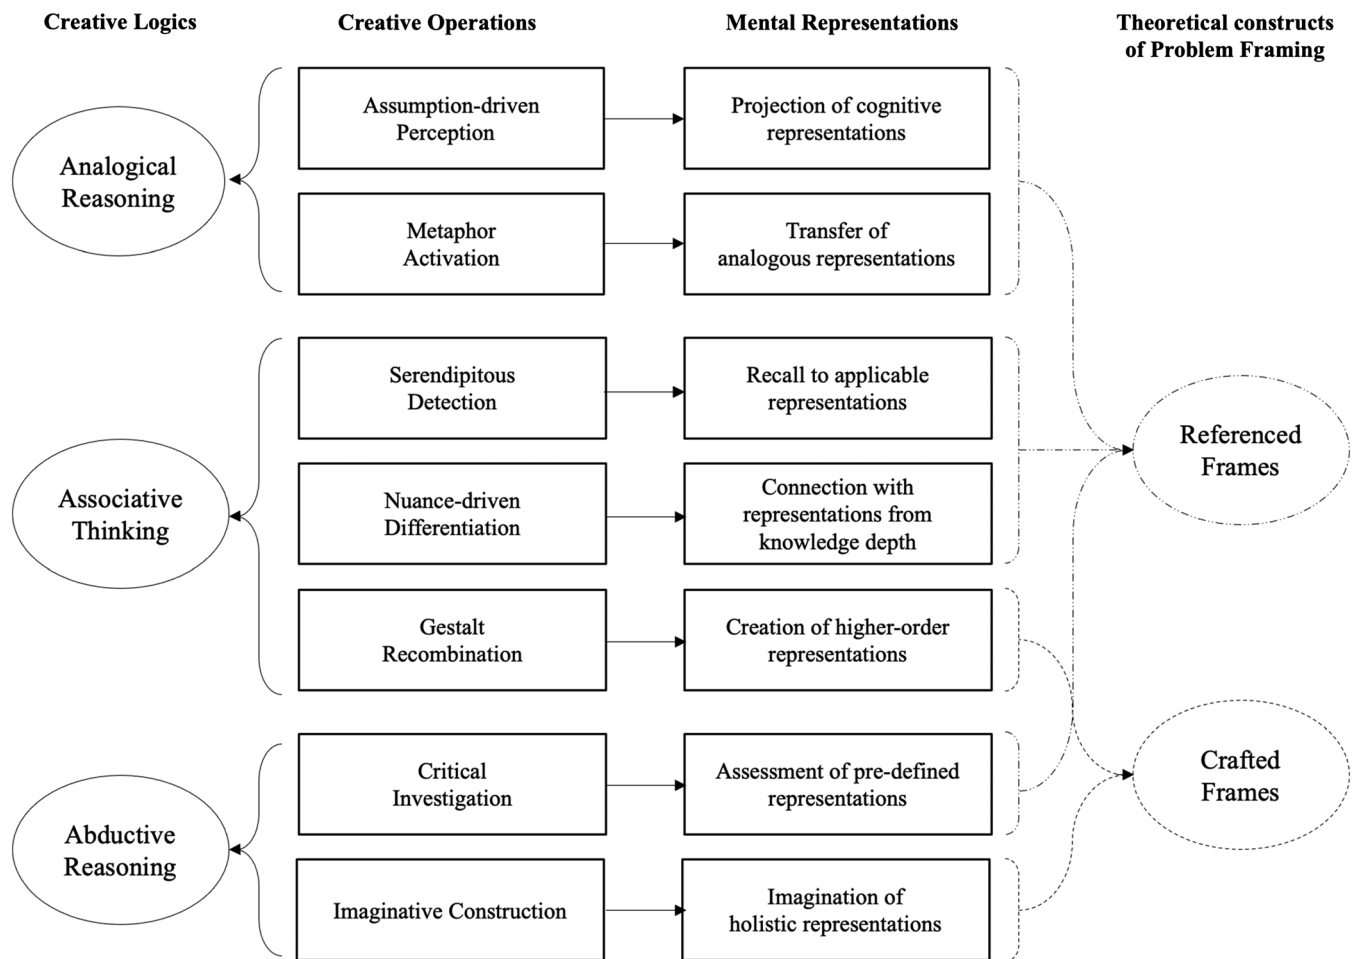 Creative Logics
Creative Operations
Mental Representations
Theoretical constructs
of Problem Framing
Analogical
Reasoning
Assumption-driven
Perception
Projection of cognitive
representations
Metaphor
Activation
Transfer of
analogous representations
Associative
Thinking
Serendipitous
Detection
Recall to applicable
representations
Nuance-driven
Differentiation
Connection with
representations from
knowledge depth
Gestalt
Recombination
Creation of higher-order
representations
Abductive
Reasoning
Critical
Investigation
Assessment of pre-defined
representations
Imaginative Construction
Imagination of
holistic representations
Referenced
Frames
Crafted
Frames